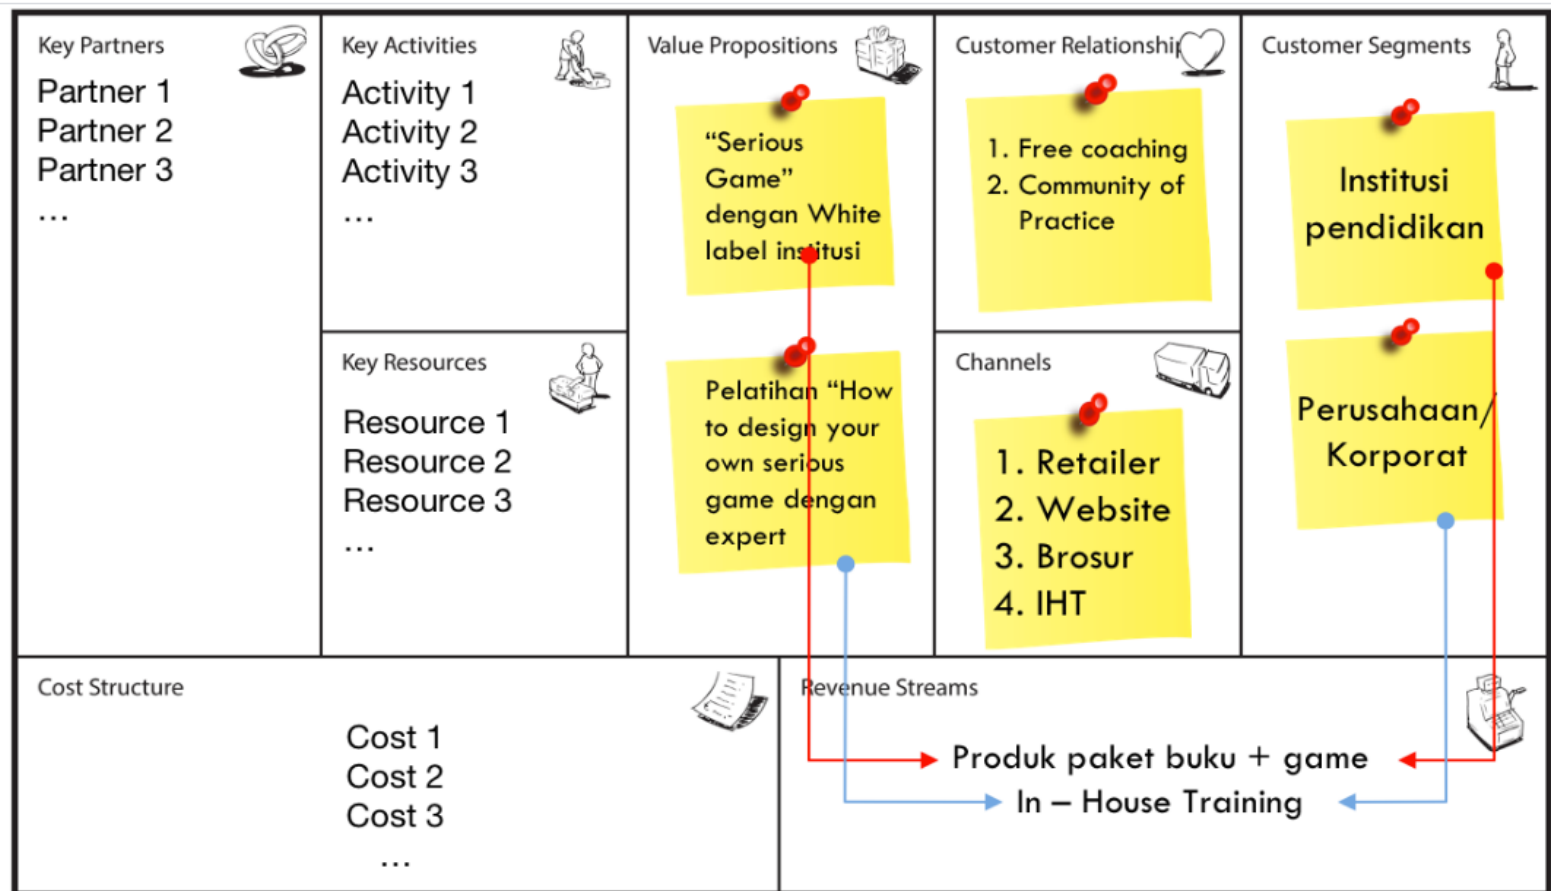 Key Partners
Partner 1
Partner 2
Partner 3
...
Key Activities
Activity 1
Activity 2
Activity 3
...
Key Resources
Resource 1
Resource 2
Resource 3
...
Value Propositions
“Serious
Game”
dengan White
label institusi
Pelatihan “How
to design your
own serious
game dengan
expert
Customer Relationship
1. Free coaching
2. Community of
Practice
Channels
1. Retailer
2. Website
3. Brosur
4. IHT
Customer Segments
Institusi
pendidikan
Perusahaan/
Korporat
Cost Structure
Cost 1
Cost 2
Cost 3
...
Revenue Streams
Produk paket buku + game
In – House Training